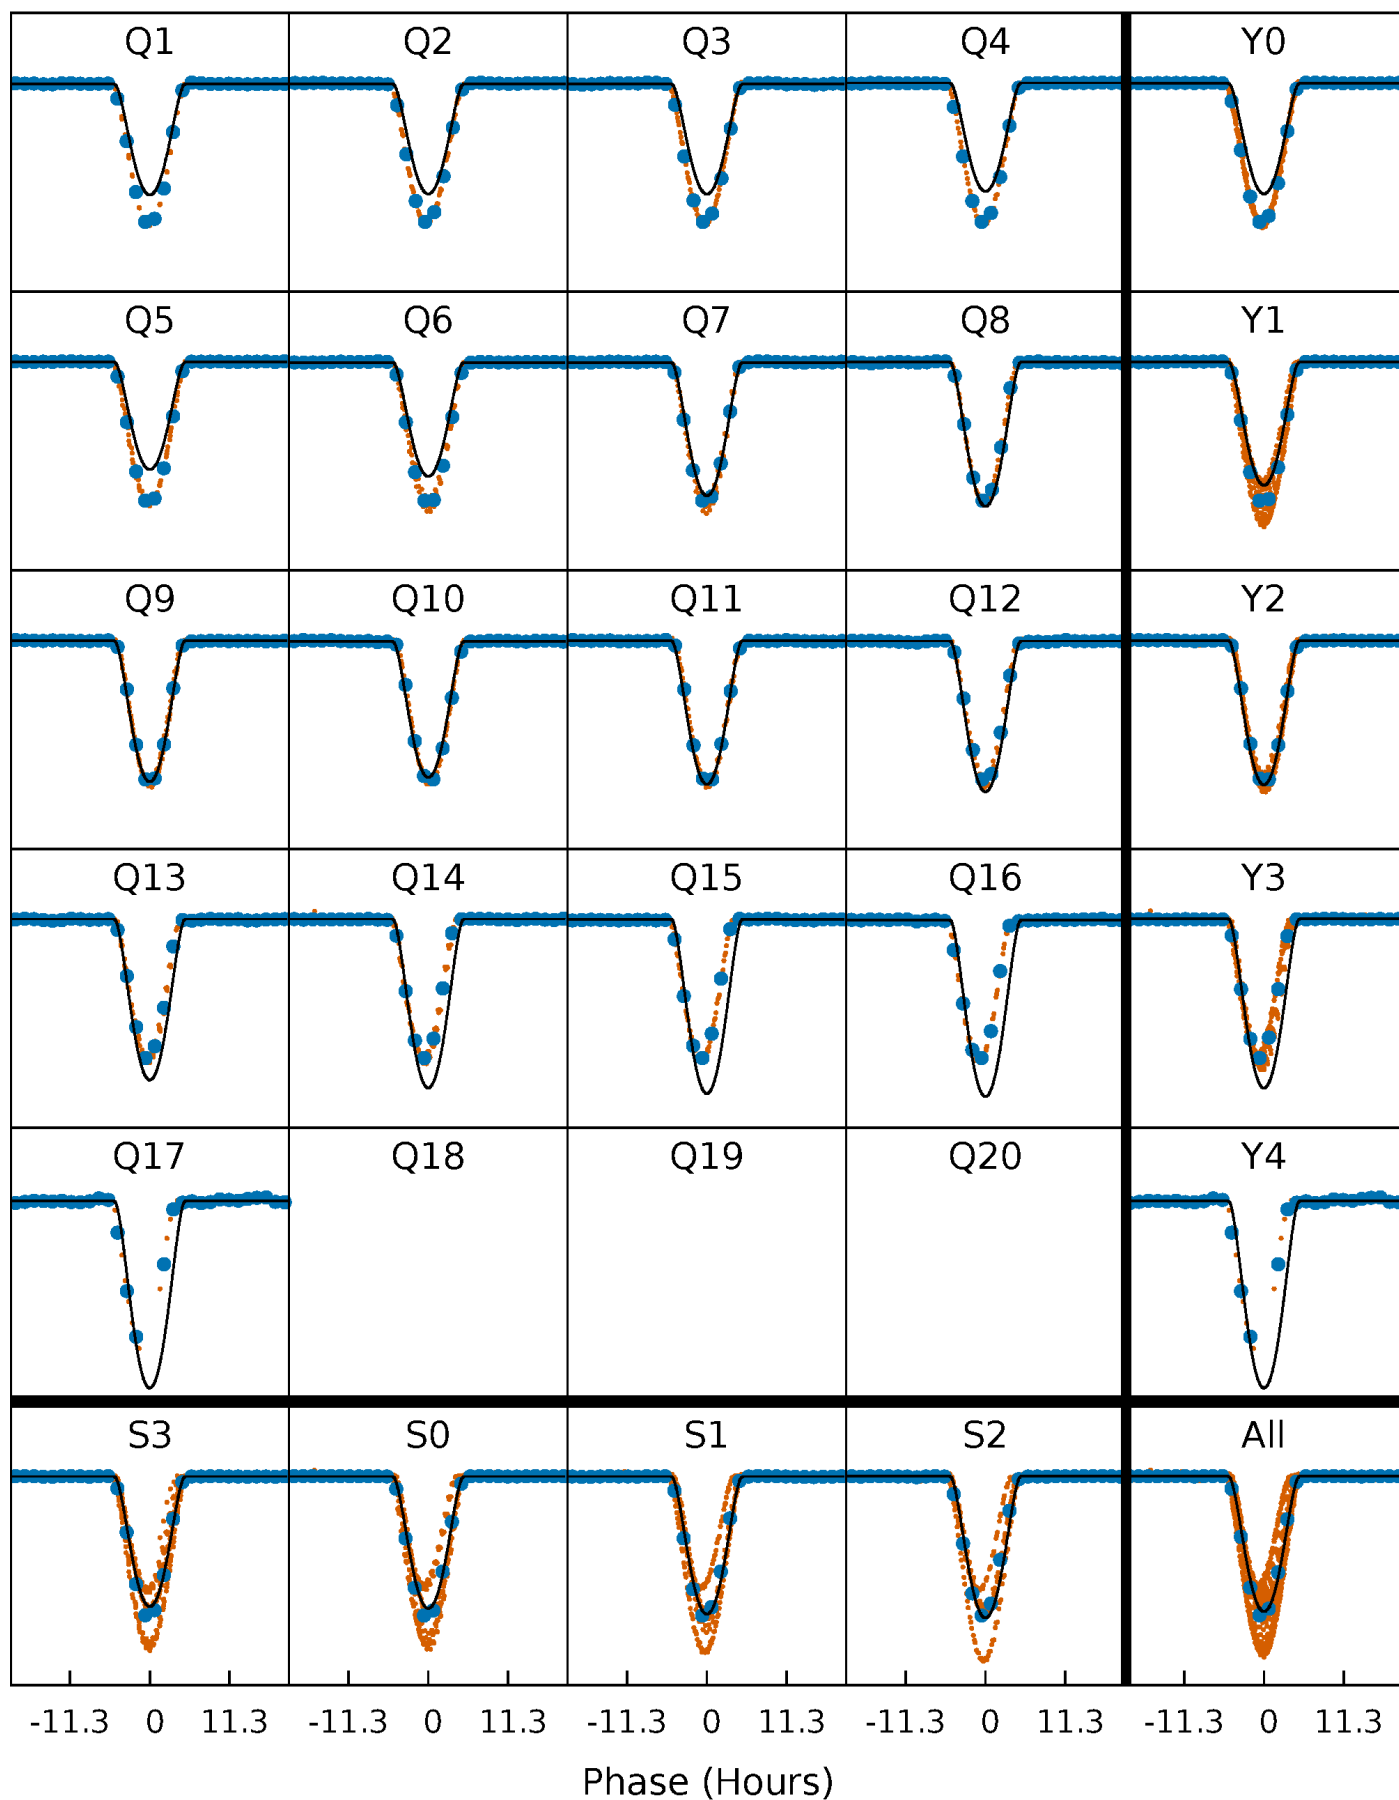 Q1 Q2 Q3 Q4 Y0
Q5 Q6 Q7 Q8 Y1
Q9 Q10 Q11 Q12 Y2
Q13 Q14 Q15 Q16 Y3
Q17 Q18 Q19 Q20 Y4
S3 S0 S1 S2 All
-11.3 0 11.3 -11.3 0 11.3 -11.3 0 11.3 -11.3 0 11.3 -11.3 0 11.3
Phase (Hours)